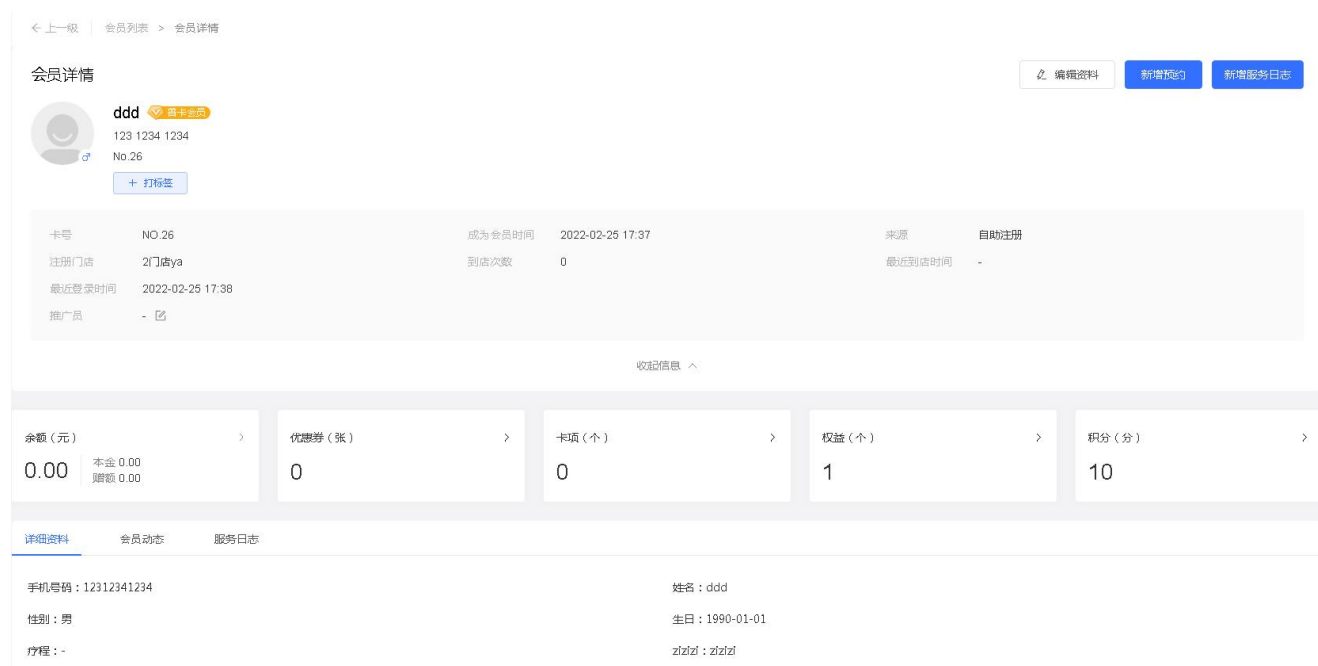 ← 上一级 会员列表 > 会员详情
会员详情 编辑资料 新增预约 新增服务日志
ddd 普卡会员
123 1234 1234
No.26
+ 打标签
卡号 NO.26 成为会员时间 2022-02-25 17:37 来源 自助注册
注册门店 2门店ya 到店次数 0 最近到店时间 -
最近登录时间 2022-02-25 17:38
推广员 -
收起信息
余额(元) > 优惠券(张) > 卡项(个) > 权益(个) > 积分(分) >
0.00 本金 0.00 赠额 0.00 0 0 1 10
详细资料 会员动态 服务日志
手机号码:12312341234 姓名:ddd
性别:男 生日:1990-01-01
疗程:- zizizi:zizizi